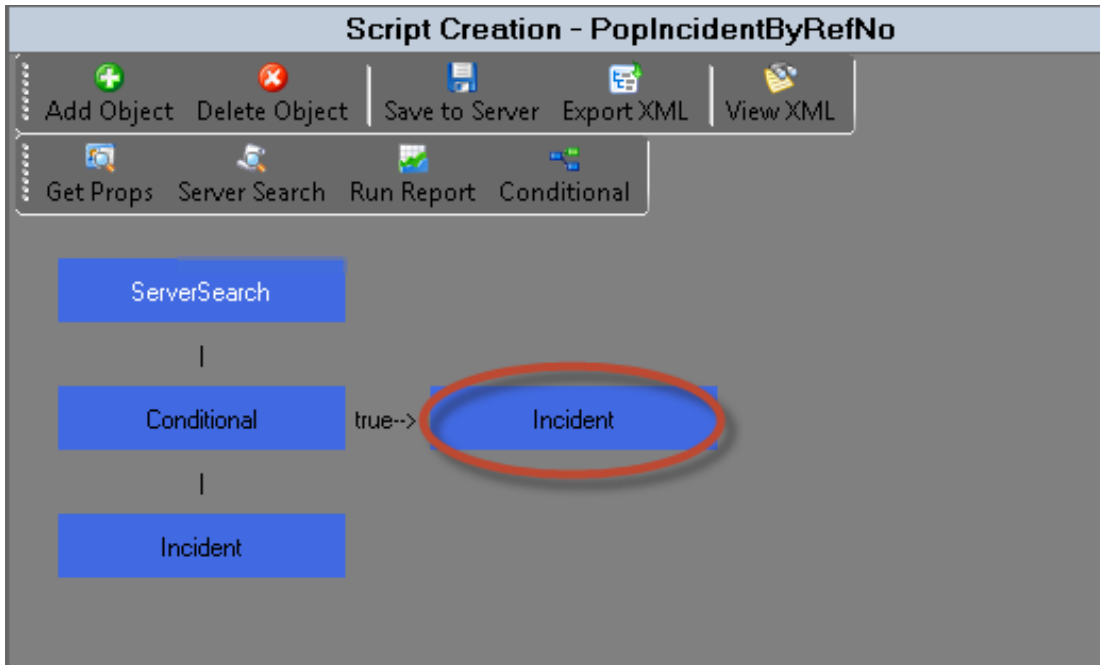 Script Creation - PopIncidentByRefNo
Add Object Delete Object Save to Server Export XML View XML
Get Props Server Search Run Report Conditional
ServerSearch
|
Conditional true--> Incident
|
Incident